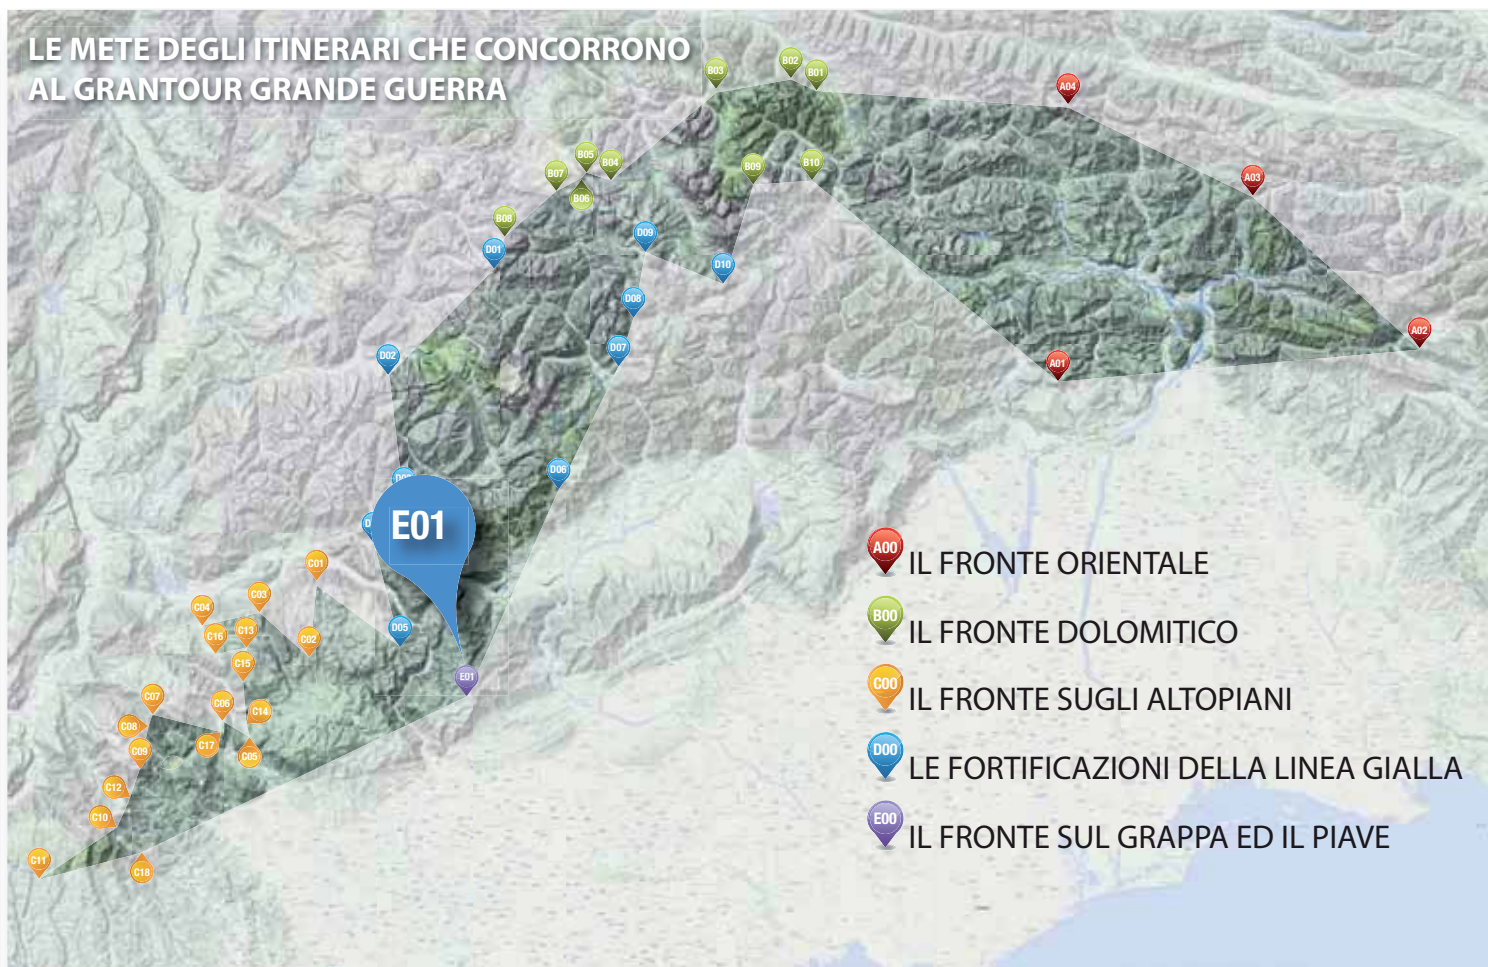 LE METE DEGLI ITINERARI CHE CONCORRONO
AL GRANTOUR GRANDE GUERRA
B03
B02
B01
A04
B05
B04
B07
B06
B09
B10
A03
B08
D01
D09
D10
D08
D07
D02
A02
A01
D06
E01
C01
C03
C04
C16
C13
C02
D05
C15
E01
C07
C06
C14
C08
C09
C17
C05
C12
C10
C11
C18
A00 IL FRONTE ORIENTALE
B00 IL FRONTE DOLOMITICO
C00 IL FRONTE SUGLI ALTOPIANI
D00 LE FORTIFICAZIONI DELLA LINEA GIALLA
E00 IL FRONTE SUL GRAPPA ED IL PIAVE